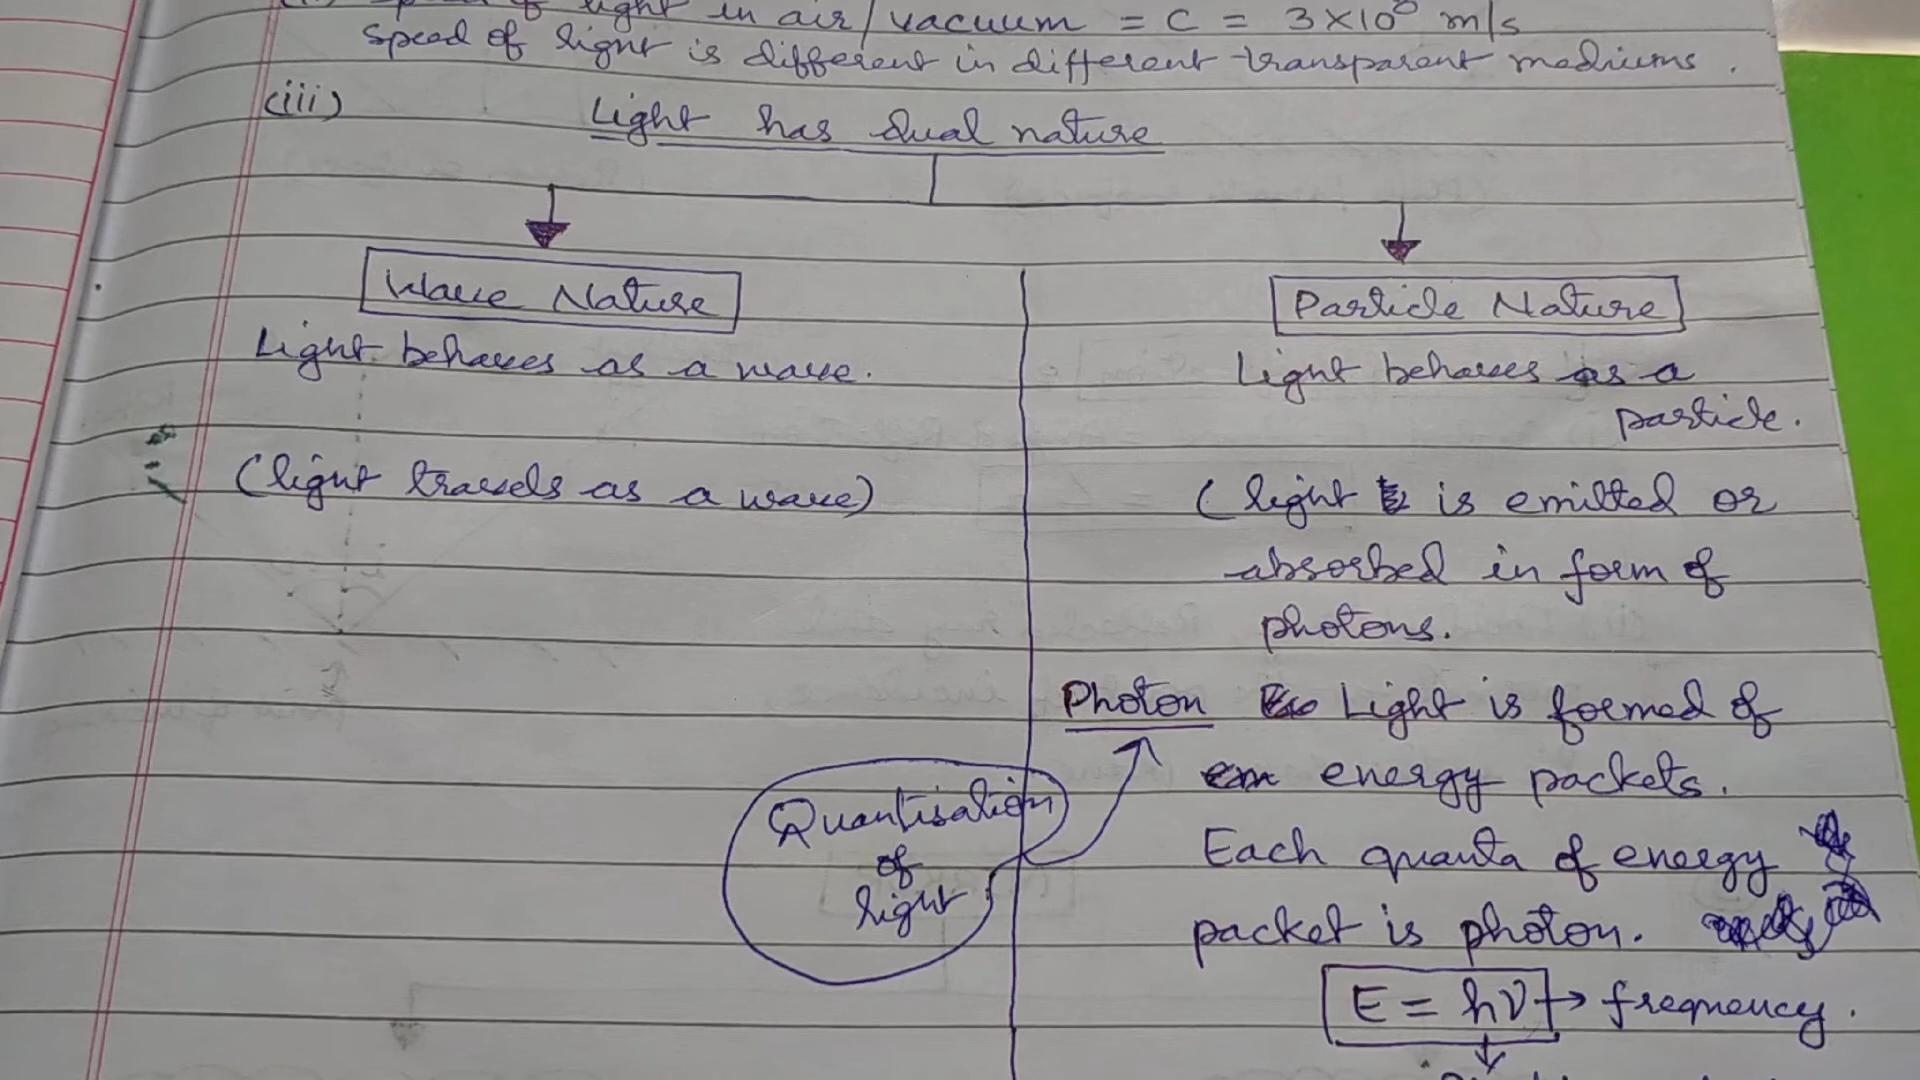 light in air/vacuum = c = 3×10⁸ m/s
Speed of light is different in different transparent mediums.
(iii) Light has dual nature
Wave Nature
Light behaves as a wave.
(light travels as a wave)
Particle Nature
Light behaves as a
particle.
(light is emitted or
absorbed in form of
photons.
Photon Light is formed of
energy packets.
Quantisation
of
light
Each quanta of energy
packet is photon.
E = hν → frequency.